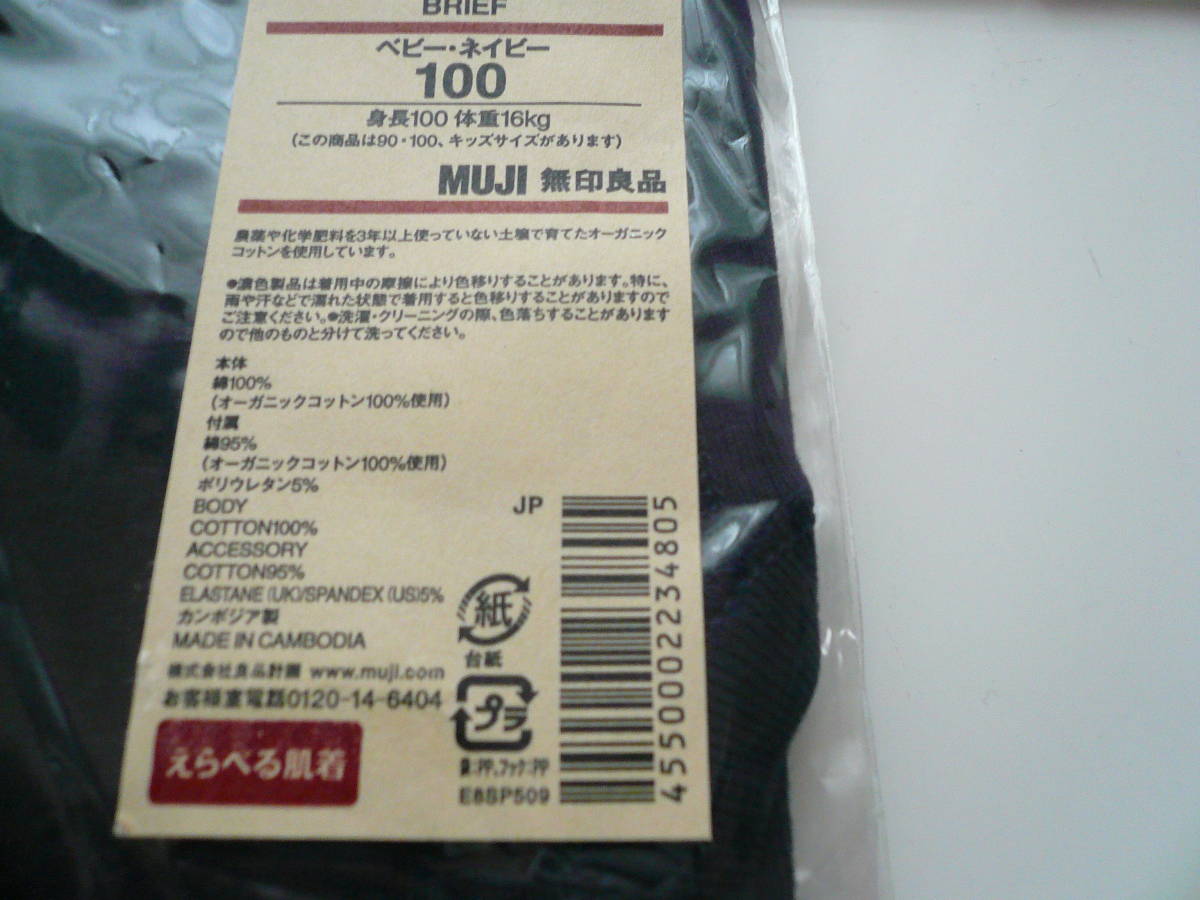 BRIEF
ベビー・ネイビー
100
身長100 体重16kg
(この商品は90・100、キッズサイズがあります)
MUJI 無印良品
農薬や化学肥料を3年以上使っていない土壌で育てたオーガニック
コットンを使用しています。
●濃色製品は着用中の摩擦により色移りすることがあります。特に、
雨や汗などで濡れた状態で着用すると色移りすることがありますので
ご注意ください。●洗濯・クリーニングの際、色落ちすることがあります
ので他のものと分けて洗ってください。
本体
綿100%
(オーガニックコットン100%使用)
付属
綿95%
(オーガニックコットン100%使用)
ポリウレタン5%
BODY
COTTON100%
ACCESSORY
COTTON95%
ELASTANE (UK)/SPANDEX (US)5%
カンボジア製
MADE IN CAMBODIA
株式会社良品計画 www.muji.com
お客様室電話0120-14-6404
えらべる肌着
JP
紙
台紙
プラ
袋:PP、フック:PP
E8SP509
4550002234805